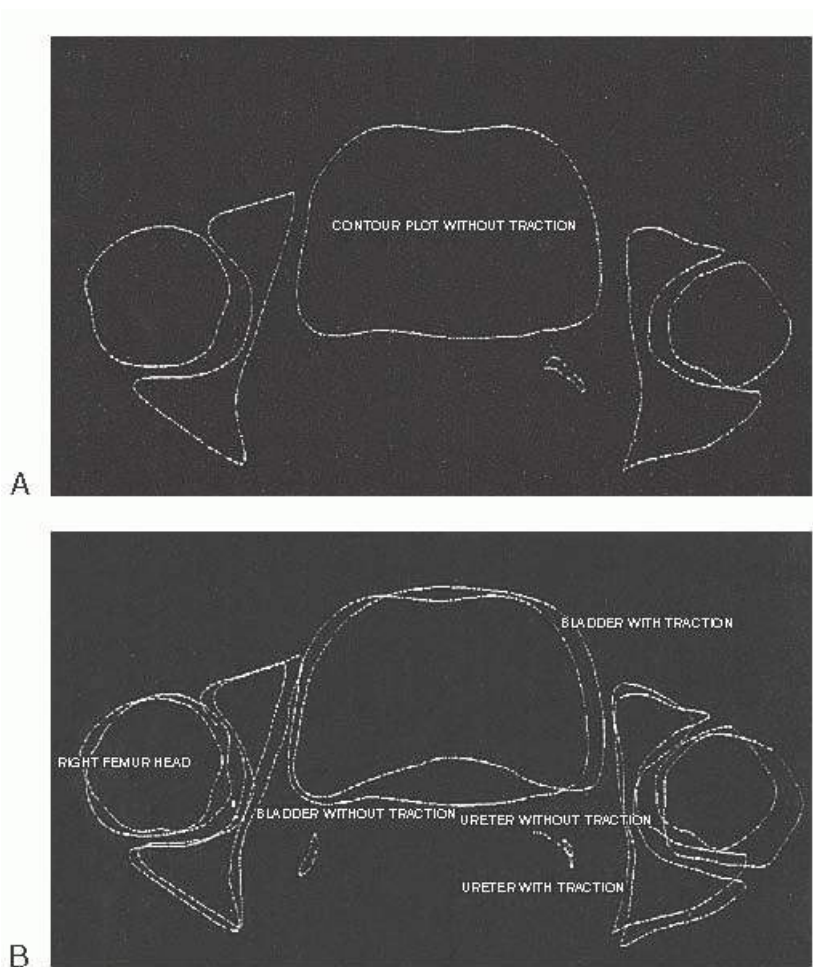 CONTOUR PLOT WITHOUT TRACTION
A
BLADDER WITH TRACTION
RIGHT FEMUR HEAD
BLADDER WITHOUT TRACTION
URETER WITHOUT TRACTION
URETER WITH TRACTION
B